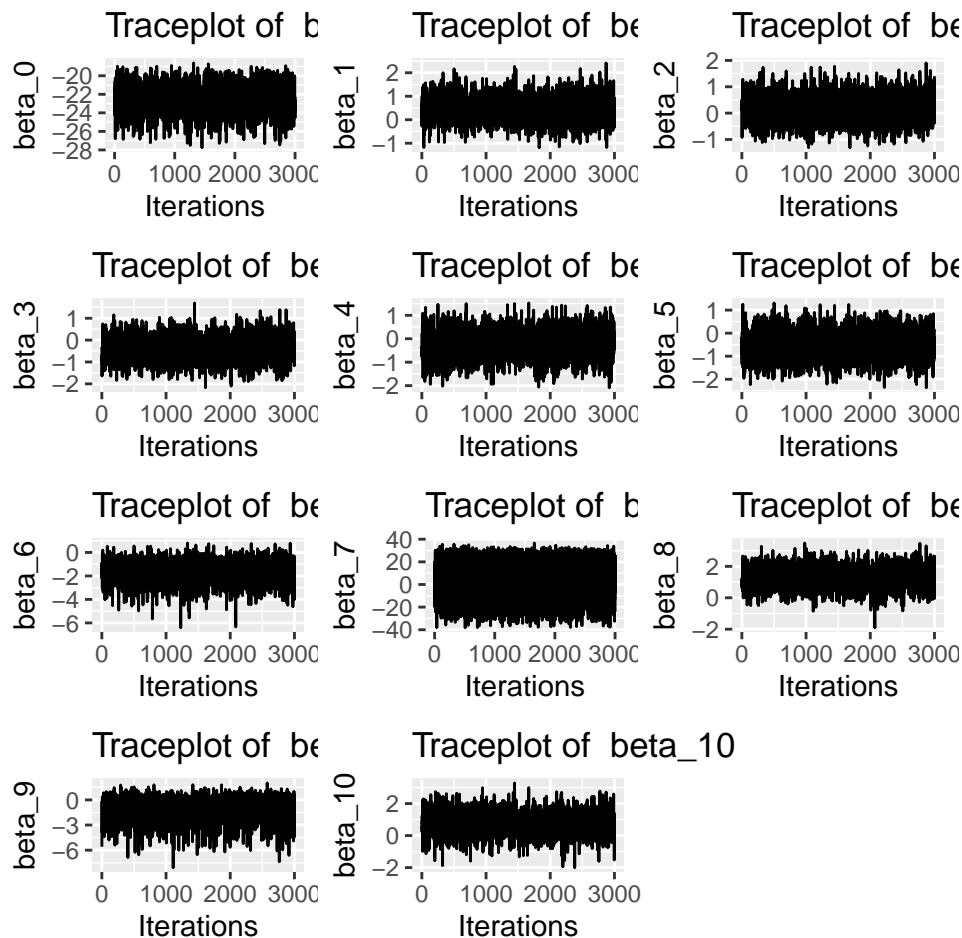 Traceplot of b
beta_0
−20
−22
−24
−26
−28
0 1000 2000 3000
Iterations
Traceplot of be
beta_1
2
1
0
−1
0 1000 2000 3000
Iterations
Traceplot of be
beta_2
2
1
0
−1
0 1000 2000 3000
Iterations
Traceplot of be
beta_3
1
0
−1
−2
0 1000 2000 3000
Iterations
Traceplot of be
beta_4
1
0
−1
−2
0 1000 2000 3000
Iterations
Traceplot of be
beta_5
1
0
−1
−2
0 1000 2000 3000
Iterations
Traceplot of be
beta_6
0
−2
−4
−6
0 1000 2000 3000
Iterations
Traceplot of b
beta_7
40
20
0
−20
−40
0 1000 2000 3000
Iterations
Traceplot of be
beta_8
2
0
−2
0 1000 2000 3000
Iterations
Traceplot of be
beta_9
0
−3
−6
0 1000 2000 3000
Iterations
Traceplot of beta_10
beta_10
2
0
−2
0 1000 2000 3000
Iterations